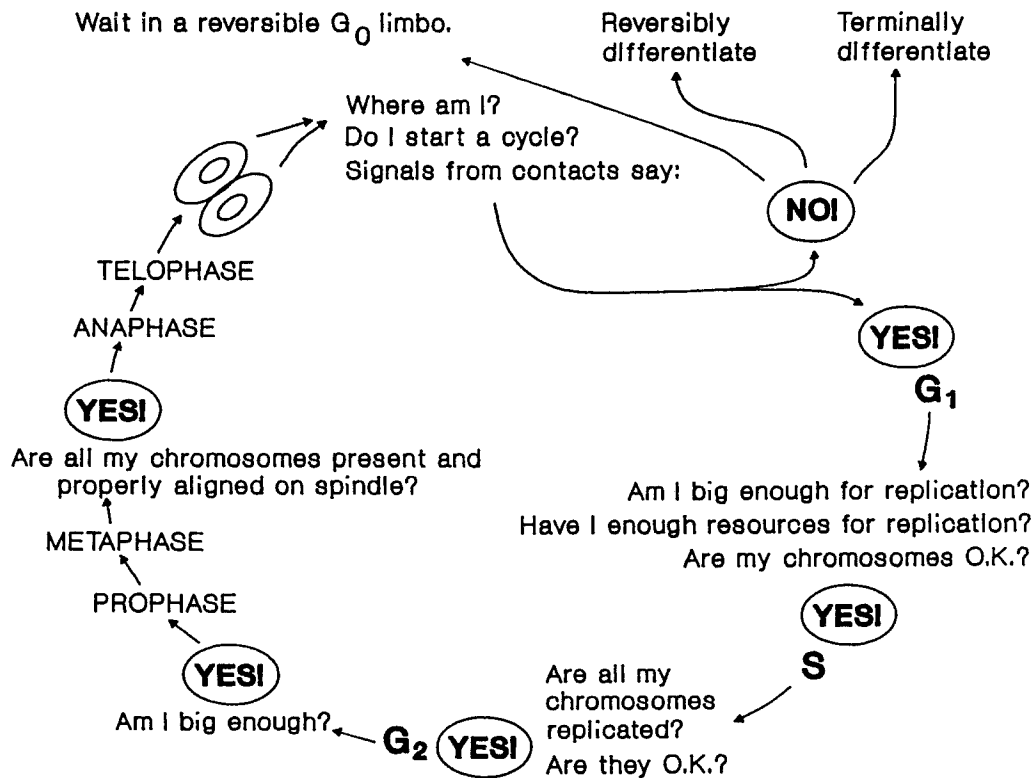 Wait in a reversible G0 limbo.
Reversibly
differentiate
Terminally
differentiate
Where am I?
Do I start a cycle?
Signals from contacts say:
NO!
YES!
G1
Am I big enough for replication?
Have I enough resources for replication?
Are my chromosomes O.K.?
YES!
S
Are all my
chromosomes
replicated?
Are they O.K.?
YES!
G2
Am I big enough?
YES!
PROPHASE
METAPHASE
Are all my chromosomes present and
properly aligned on spindle?
YES!
ANAPHASE
TELOPHASE